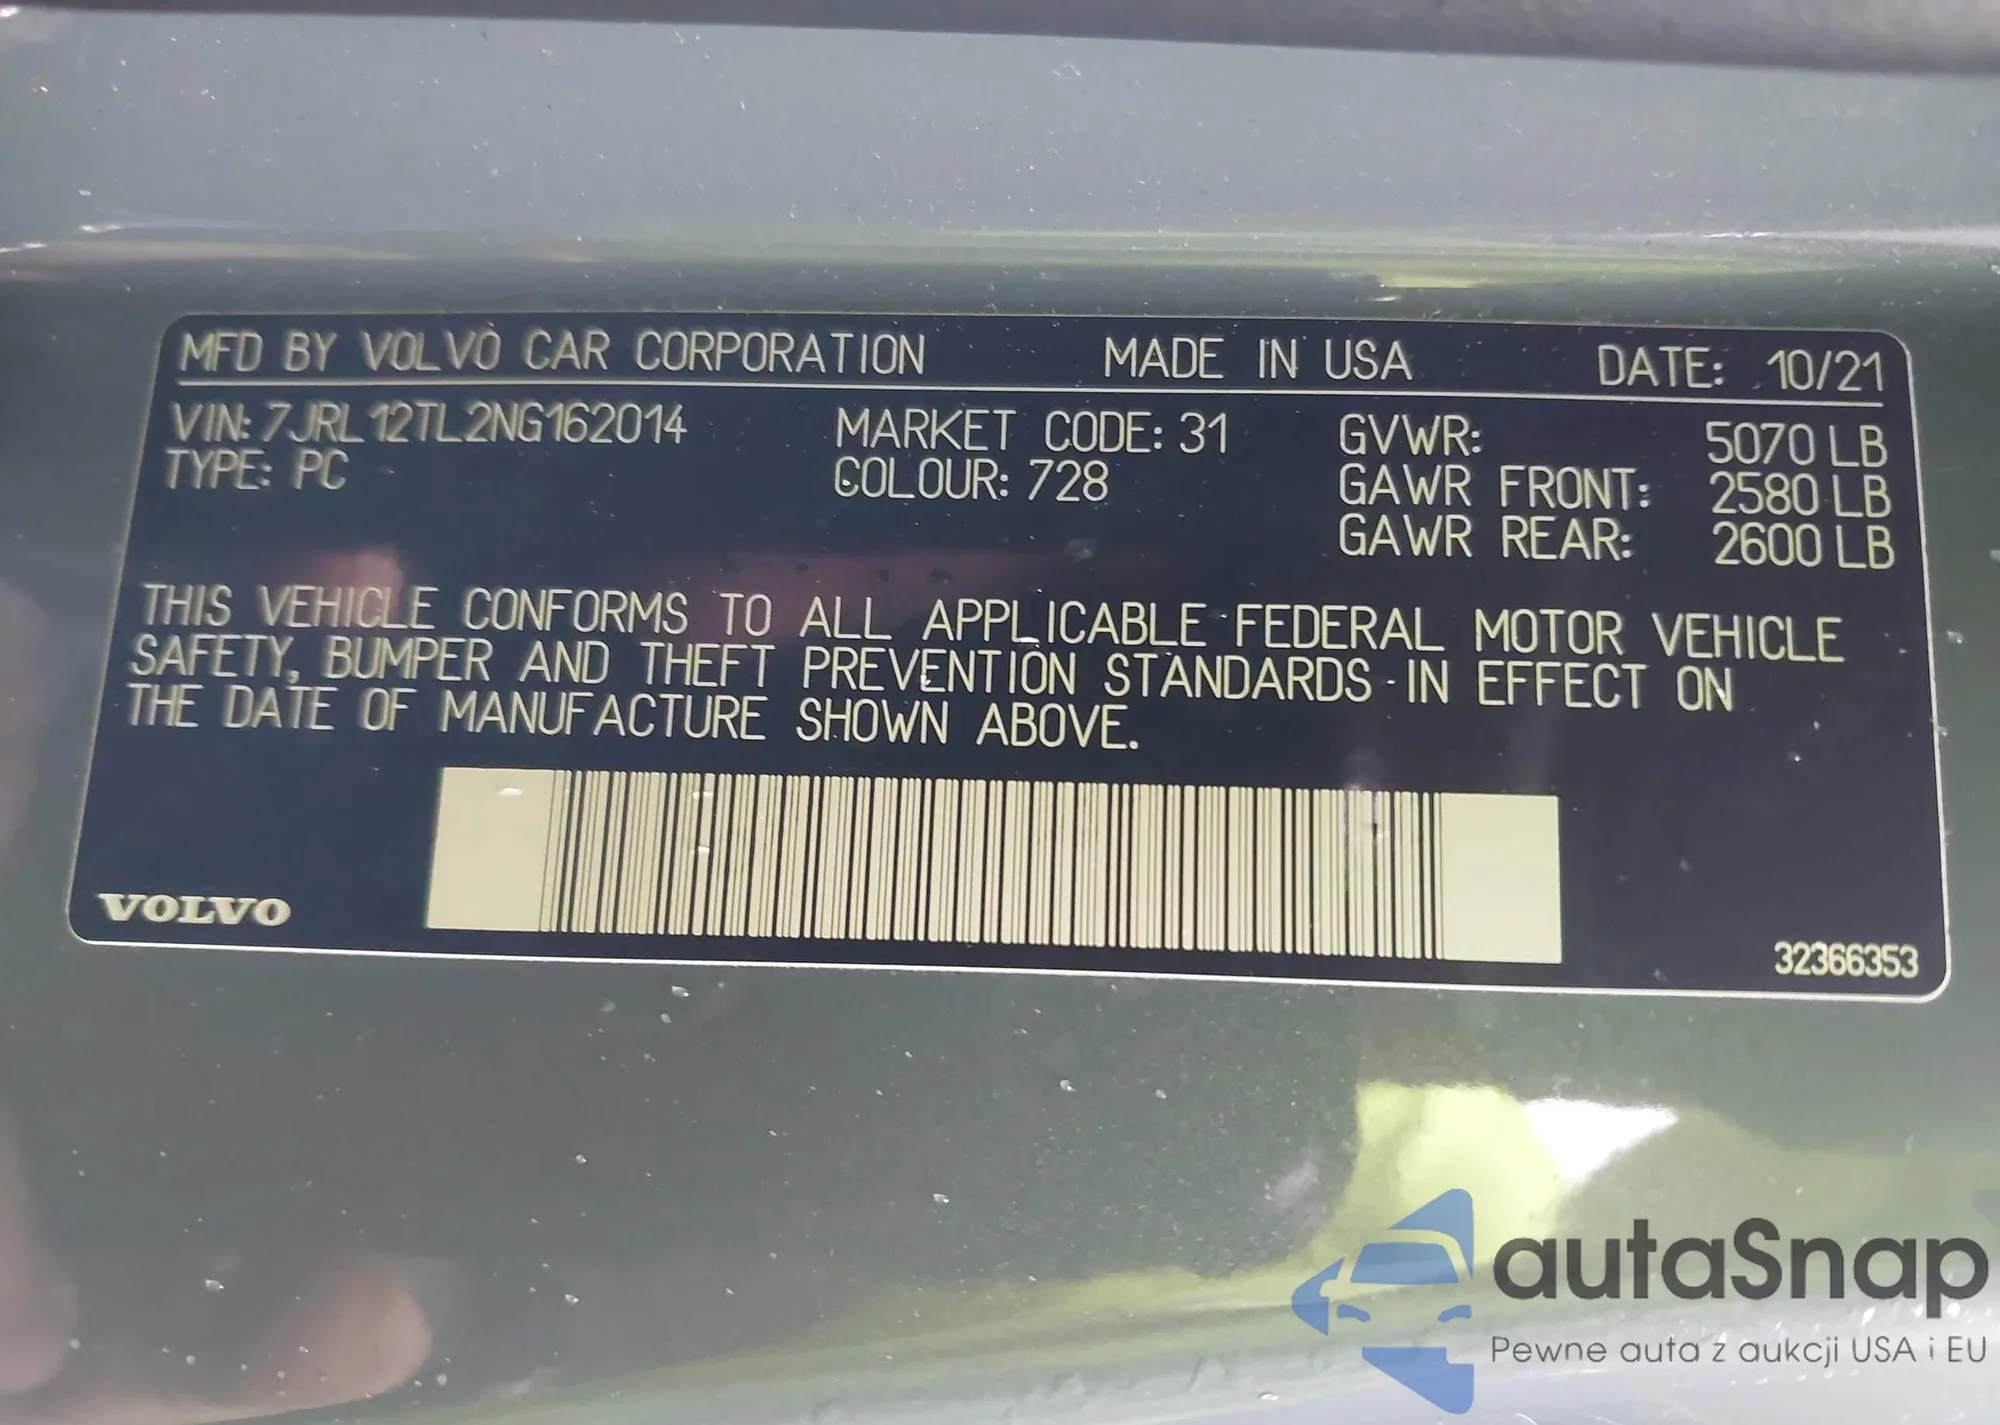 MFD BY VOLVO CAR CORPORATION MADE IN USA DATE: 10/21
VIN: 7JRL12TL2NG162014 MARKET CODE: 31 GVWR: 5070 LB
TYPE: PC COLOUR: 728 GAWR FRONT: 2580 LB
GAWR REAR: 2600 LB
THIS VEHICLE CONFORMS TO ALL APPLICABLE FEDERAL MOTOR VEHICLE
SAFETY, BUMPER AND THEFT PREVENTION STANDARDS IN EFFECT ON
THE DATE OF MANUFACTURE SHOWN ABOVE.
VOLVO
32366353
autaSnap
Pewne auta z aukcji USA i EU